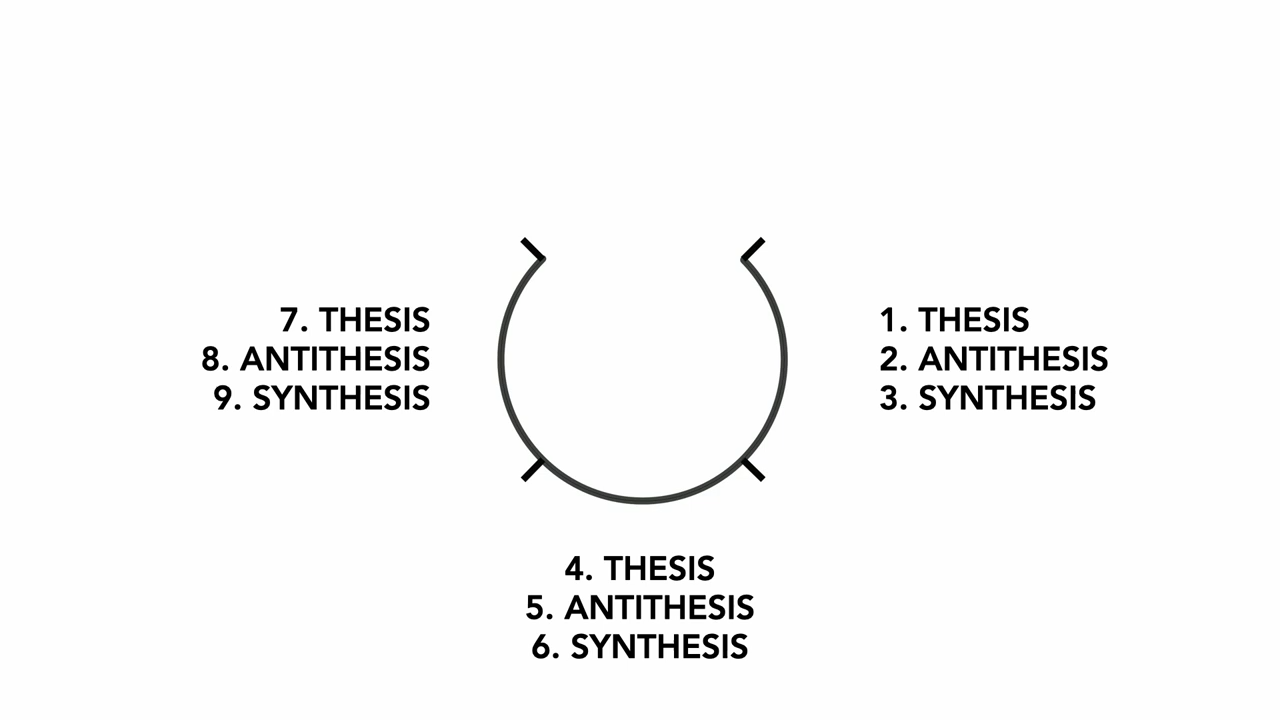 7. THESIS
8. ANTITHESIS
9. SYNTHESIS
1. THESIS
2. ANTITHESIS
3. SYNTHESIS
4. THESIS
5. ANTITHESIS
6. SYNTHESIS